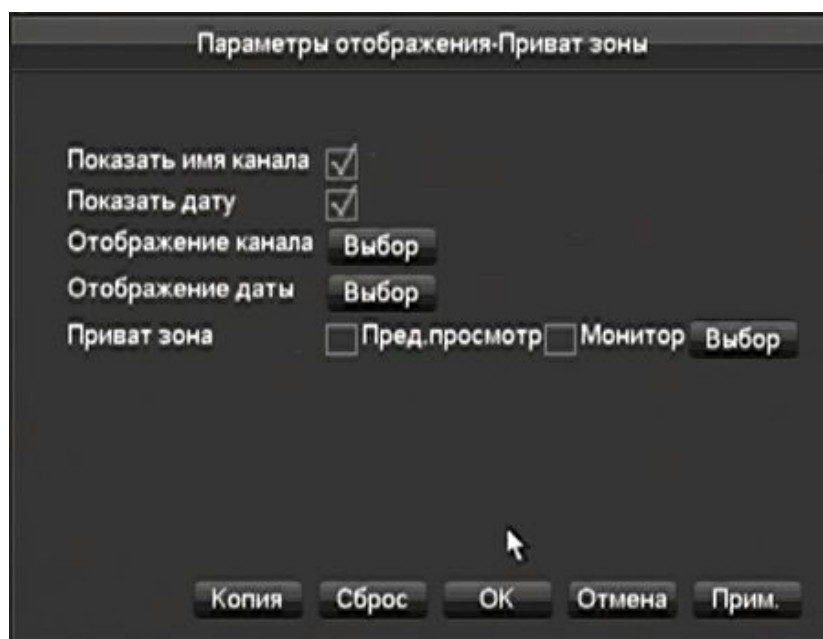 Параметры отображения-Приват зоны
Показать имя канала
Показать дату
Отображение канала Выбор
Отображение даты Выбор
Приват зона Пред.просмотр Монитор Выбор
Копия Сброс OK Отмена Прим.